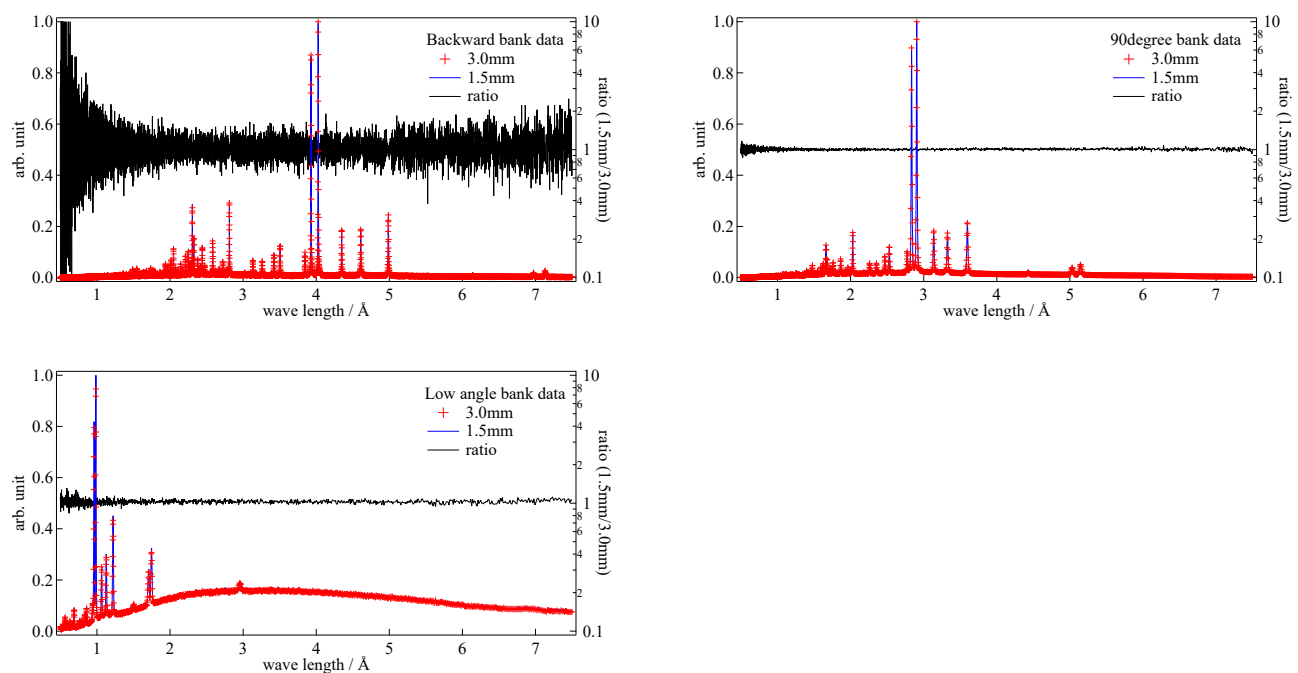 1.0
0.8
0.6
0.4
0.2
0.0
arb. unit
Backward bank data
3.0mm
1.5mm
ratio
10
8
6
4
2
1
8
6
4
2
0.1
ratio (1.5mm/3.0mm)
1 2 3 4 5 6 7
wave length / Å
1.0
0.8
0.6
0.4
0.2
0.0
arb. unit
90degree bank data
3.0mm
1.5mm
ratio
10
8
6
4
2
1
8
6
4
2
0.1
ratio (1.5mm/3.0mm)
1 2 3 4 5 6 7
wave length / Å
1.0
0.8
0.6
0.4
0.2
0.0
arb. unit
Low angle bank data
3.0mm
1.5mm
ratio
10
8
6
4
2
1
8
6
4
2
0.1
ratio (1.5mm/3.0mm)
1 2 3 4 5 6 7
wave length / Å